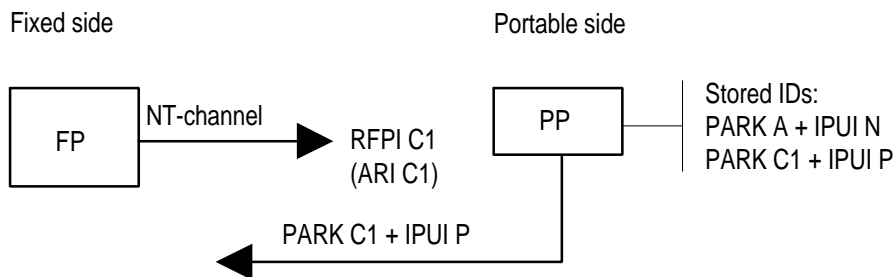 Fixed side
Portable side
FP
NT-channel
RFPI C1
(ARI C1)
PP
Stored IDs:
PARK A + IPUI N
PARK C1 + IPUI P
PARK C1 + IPUI P